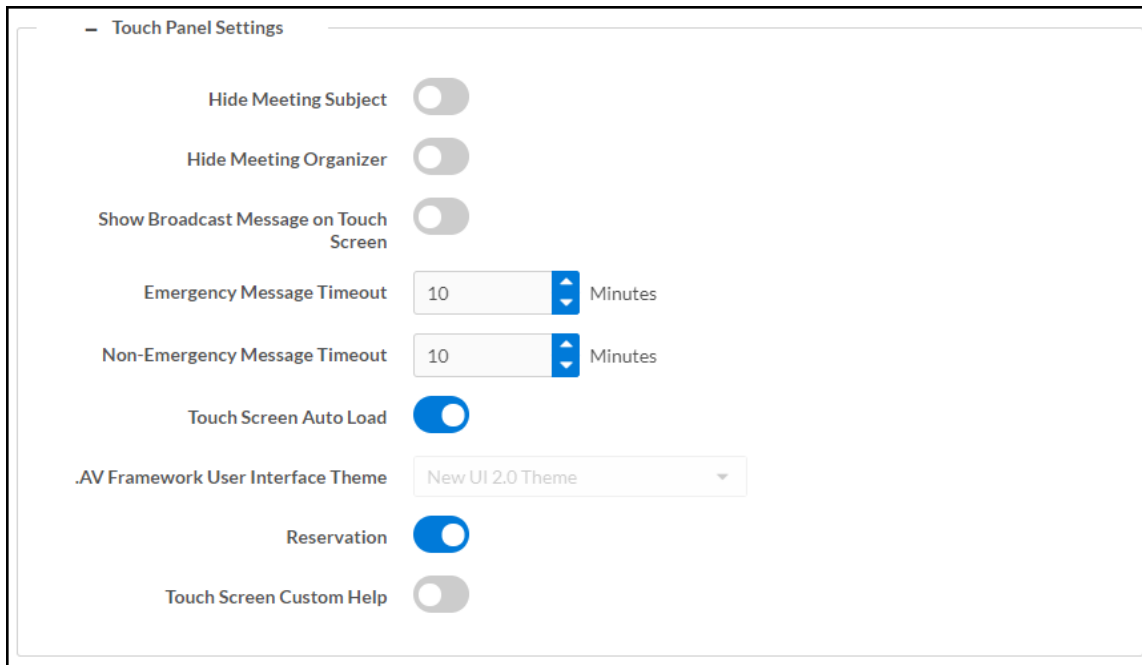 – Touch Panel Settings
Hide Meeting Subject
Hide Meeting Organizer
Show Broadcast Message on Touch
Screen
Emergency Message Timeout 10 Minutes
Non-Emergency Message Timeout 10 Minutes
Touch Screen Auto Load
.AV Framework User Interface Theme New UI 2.0 Theme
Reservation
Touch Screen Custom Help